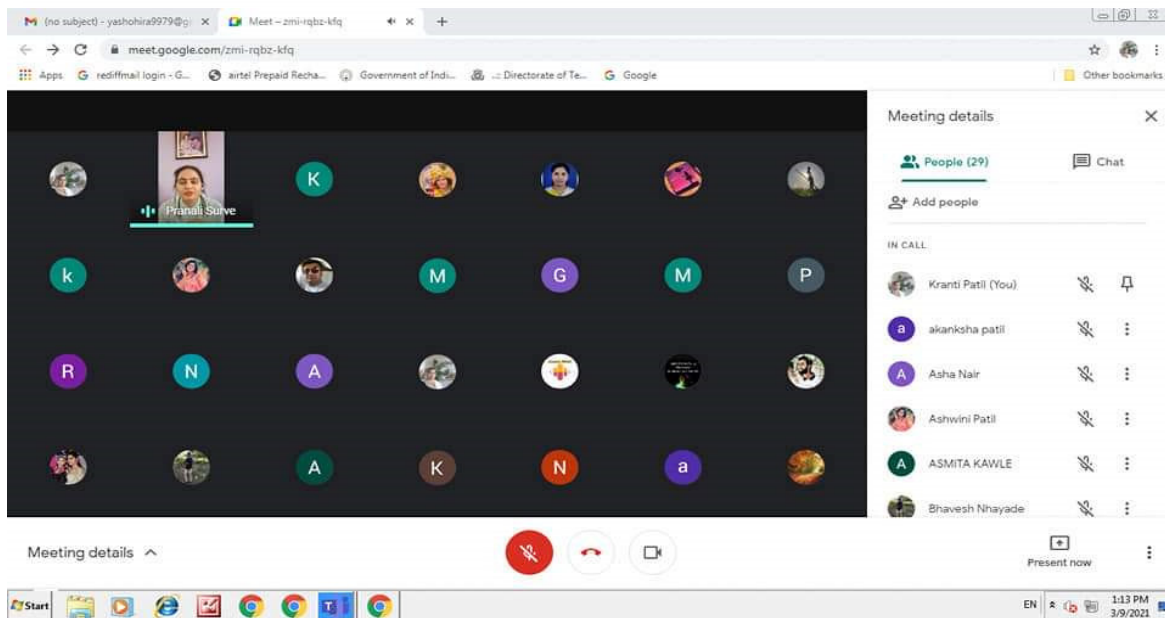 (no subject) - yashohira9979@g
Meet – zmi-rqbz-kfq
meet.google.com/zmi-rqbz-kfq
Apps
rediffmail login - G...
airtel Prepaid Recha...
Government of Indi...
..:: Directorate of Te...
Google
Other bookmarks
Meeting details
People (29)
Chat
Add people
IN CALL
Pranali Surve
K
k
M
G
M
P
R
N
A
A
K
N
a
Kranti Patil (You)
a
akanksha patil
A
Asha Nair
Ashwini Patil
A
ASMITA KAWLE
Bhavesh Nhayade
Meeting details
Present now
Start
EN
1:13 PM
3/9/2021